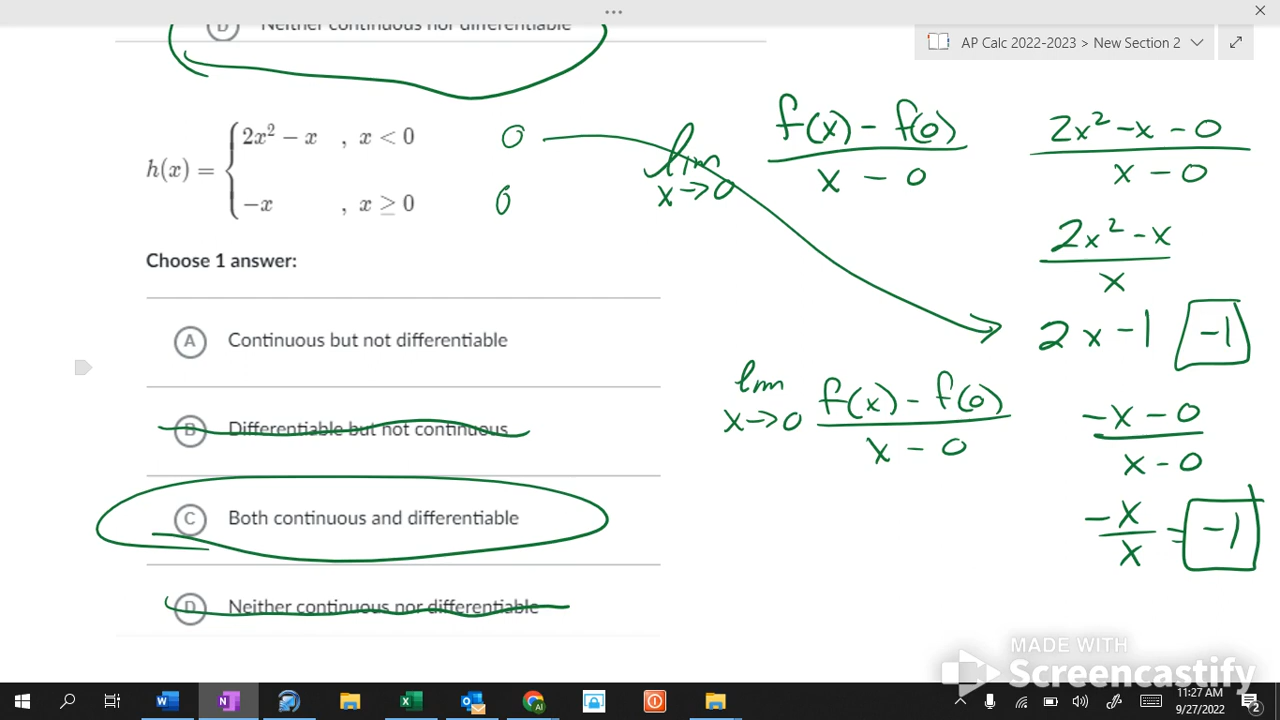 D Neither continuous nor differentiable
AP Calc 2022-2023 > New Section 2
h(x) = { 2x² − x , x < 0
−x , x ≥ 0
0
0
lim x→0 f(x) - f(0) / x - 0
2x² - x - 0 / x - 0
2x² - x / x
2x - 1 -1
lim x→0 f(x) - f(0) / x - 0
-x - 0 / x - 0
-x / x = -1
Choose 1 answer:
A Continuous but not differentiable
B Differentiable but not continuous
C Both continuous and differentiable
D Neither continuous nor differentiable
MADE WITH
Screencastify
11:27 AM
9/27/2022
2